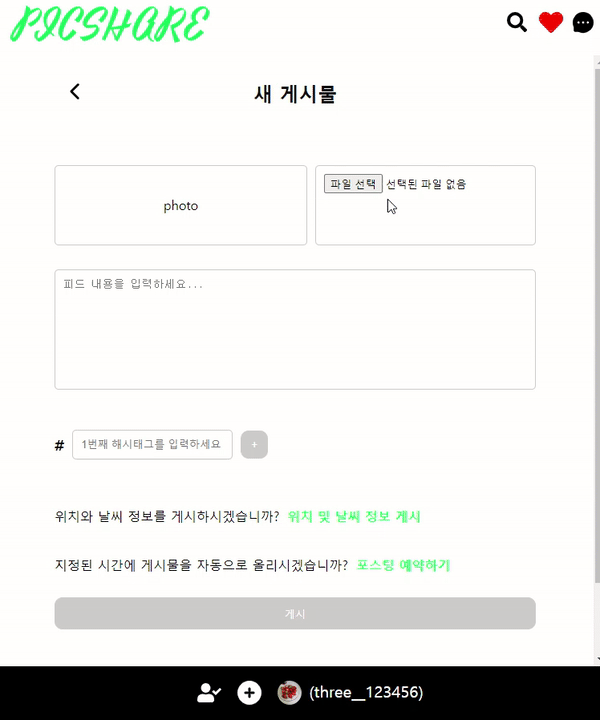 PICSHARE
새 게시물
photo
파일 선택 선택된 파일 없음
피드 내용을 입력하세요...
# 1번째 해시태그를 입력하세요 +
위치와 날씨 정보를 게시하시겠습니까? 위치 및 날씨 정보 게시
지정된 시간에 게시물을 자동으로 올리시겠습니까? 포스팅 예약하기
게시
(three__123456)